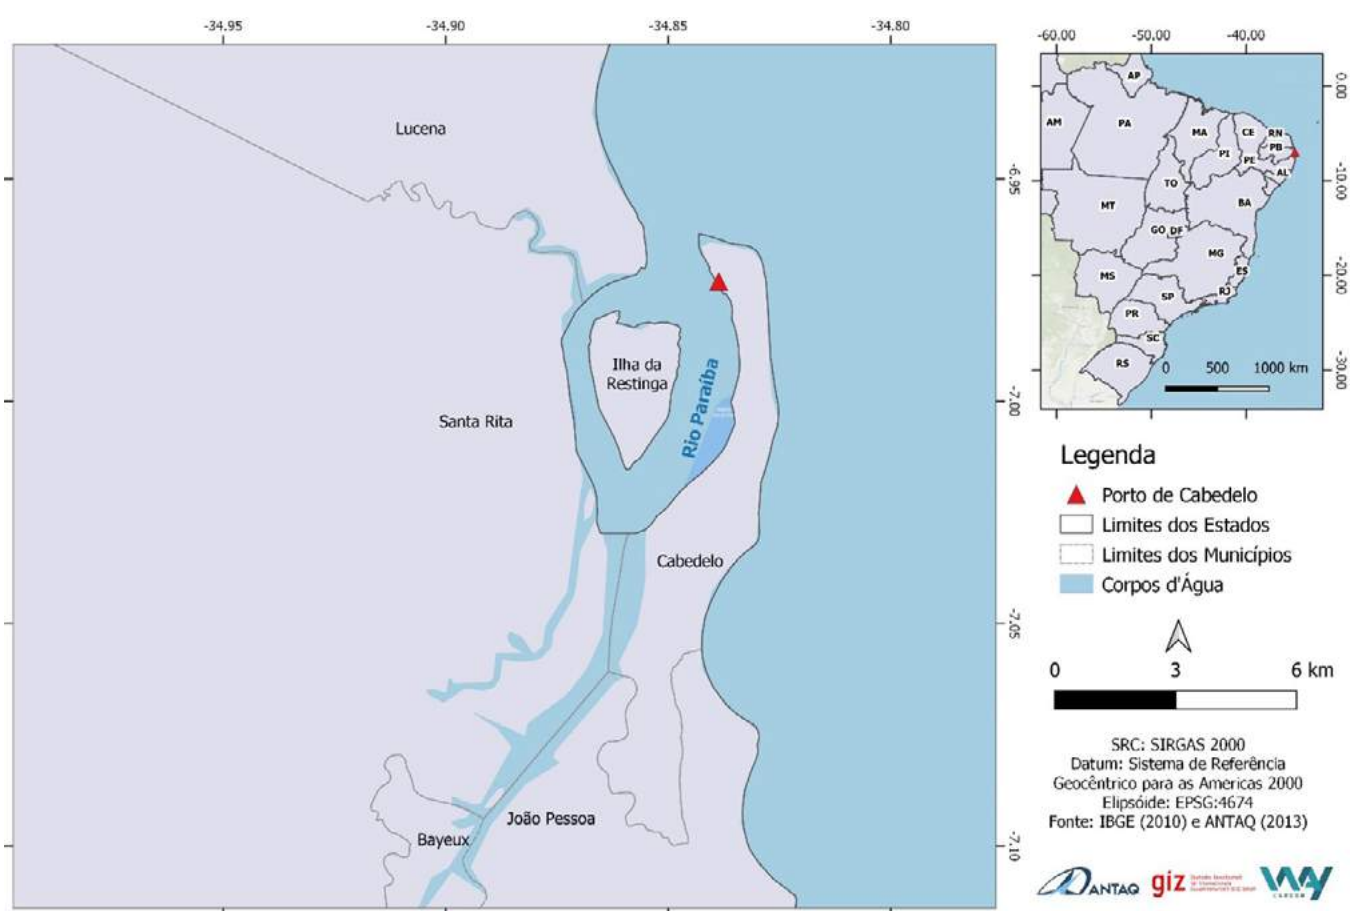 -34.95
-34.90
-34.85
-34.80
-6.95
-7.00
-7.05
-7.10
Lucena
Ilha da
Restinga
Rio Paraíba
Santa Rita
Cabedelo
João Pessoa
Bayeux
-60.00
-50.00
-40.00
0.00
-10.00
-20.00
-30.00
AP
AM
PA
MA
CE
RN
PB
PI
PE
AL
TO
BA
MT
GO
DF
MG
ES
MS
SP
RJ
PR
SC
RS
0 500 1000 km
Legenda
Porto de Cabedelo
Limites dos Estados
Limites dos Municípios
Corpos d'Água
0 3 6 km
SRC: SIRGAS 2000
Datum: Sistema de Referência
Geocêntrico para as Americas 2000
Elipsóide: EPSG:4674
Fonte: IBGE (2010) e ANTAQ (2013)
ANTAQ
giz
WAY
CARBON